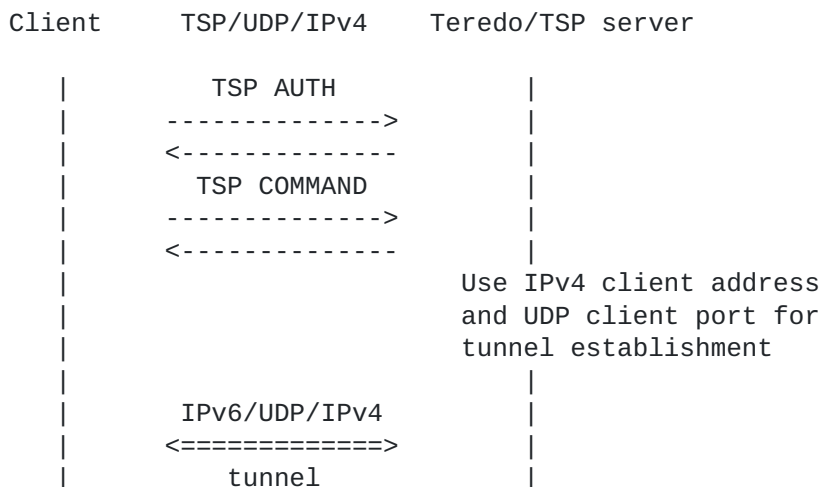 Client     TSP/UDP/IPv4    Teredo/TSP server

   |         TSP AUTH            |
   |      -------------->        |
   |      <--------------        |
   |        TSP COMMAND          |
   |      -------------->        |
   |      <--------------        |
   |                         Use IPv4 client address
   |                         and UDP client port for
   |                         tunnel establishment
   |                             |
   |       IPv6/UDP/IPv4         |
   |      <=============>        |
   |          tunnel             |